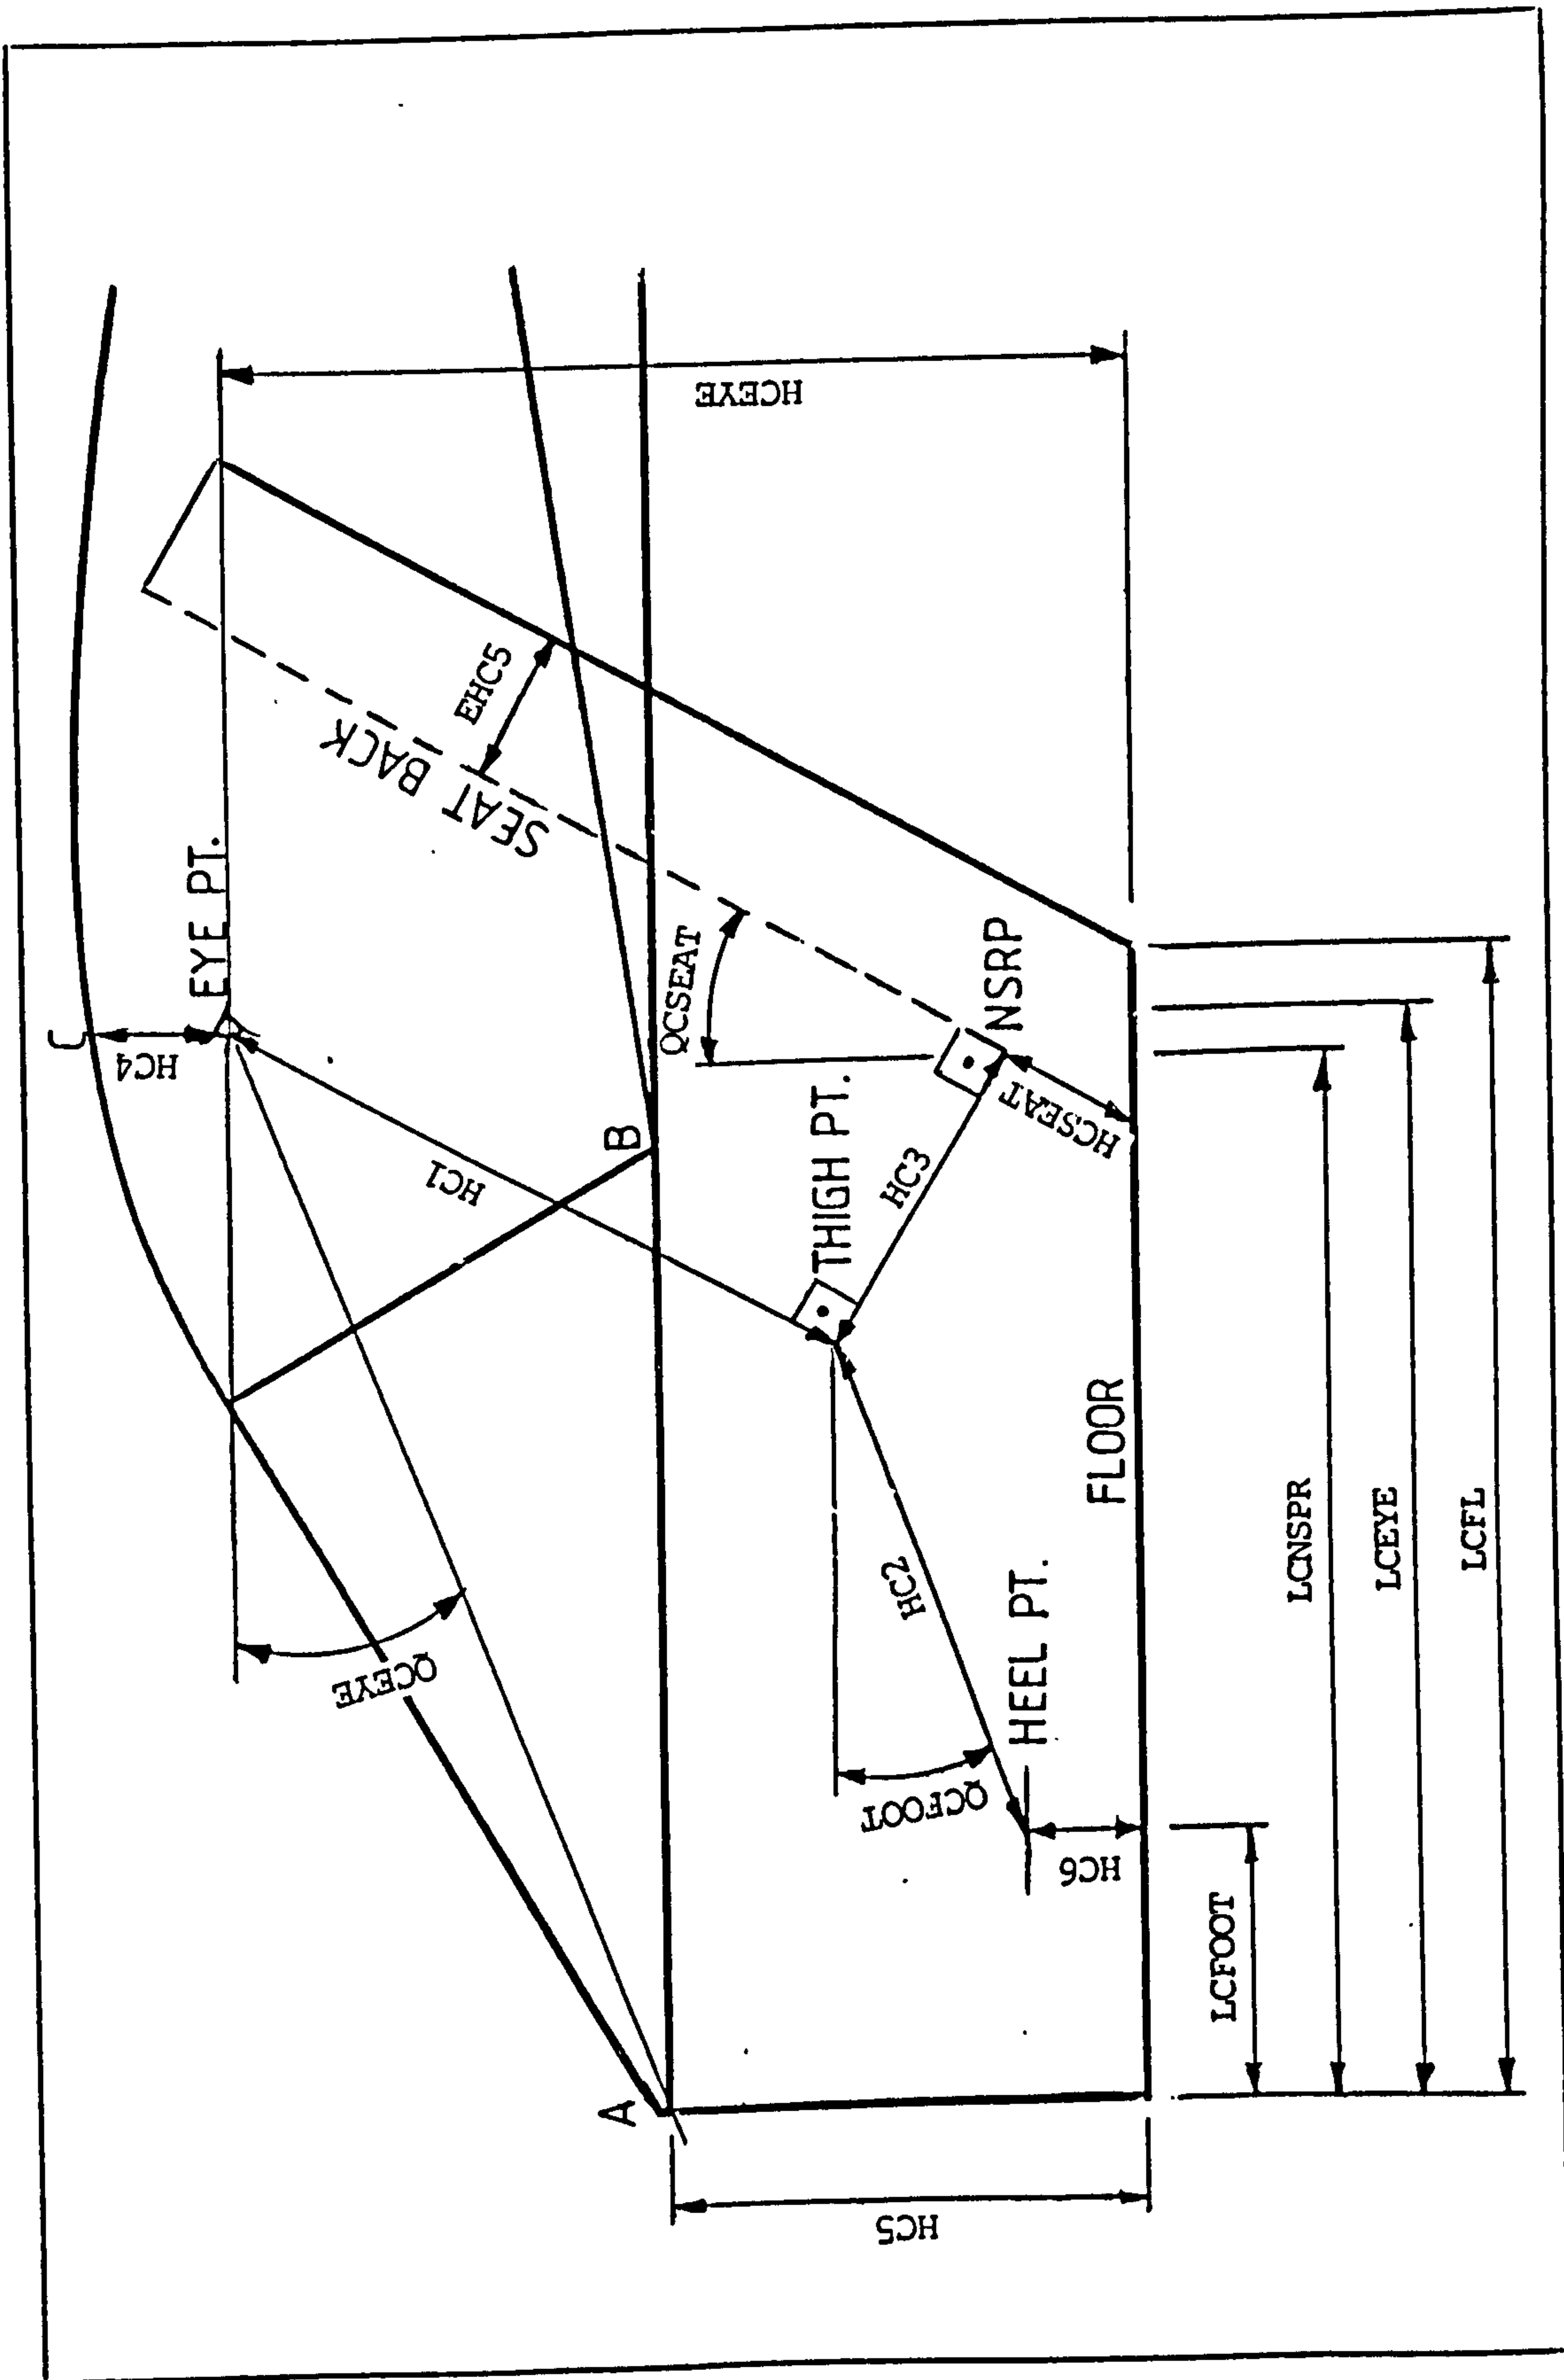 C
HC4
EYE PT.
HC1
SEAT BACK
EHC5
HCEYE
QCEYE
B
QCSEAT
A
THIGH PT.
NSRP
HC3
HCSEAT
HC2
QCFOOT
HEEL PT.
FLOOR
HC5
HC6
LCFOOT
LCNSPR
LCEYE
LCFL